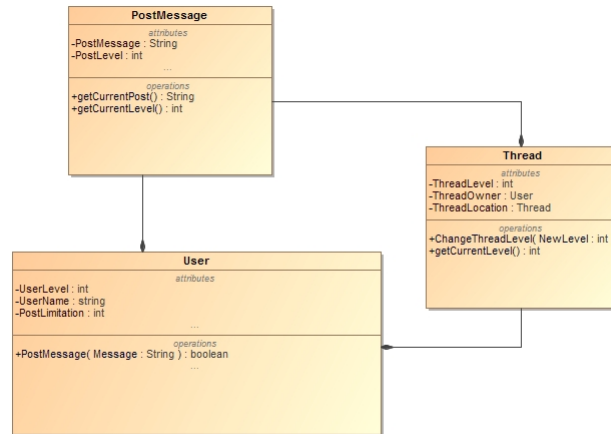 PostMessage
attributes
-PostMessage : String
-PostLevel : int
...
operations
+getCurrentPost() : String
+getCurrentLevel() : int
Thread
attributes
-ThreadLevel : int
-ThreadOwner : User
-ThreadLocation : Thread
operations
+ChangeThreadLevel( NewLevel : int
+getCurrentLevel() : int
User
attributes
-UserLevel : int
-UserName : string
-PostLimitation : int
...
operations
+PostMessage( Message : String ) : boolean
...